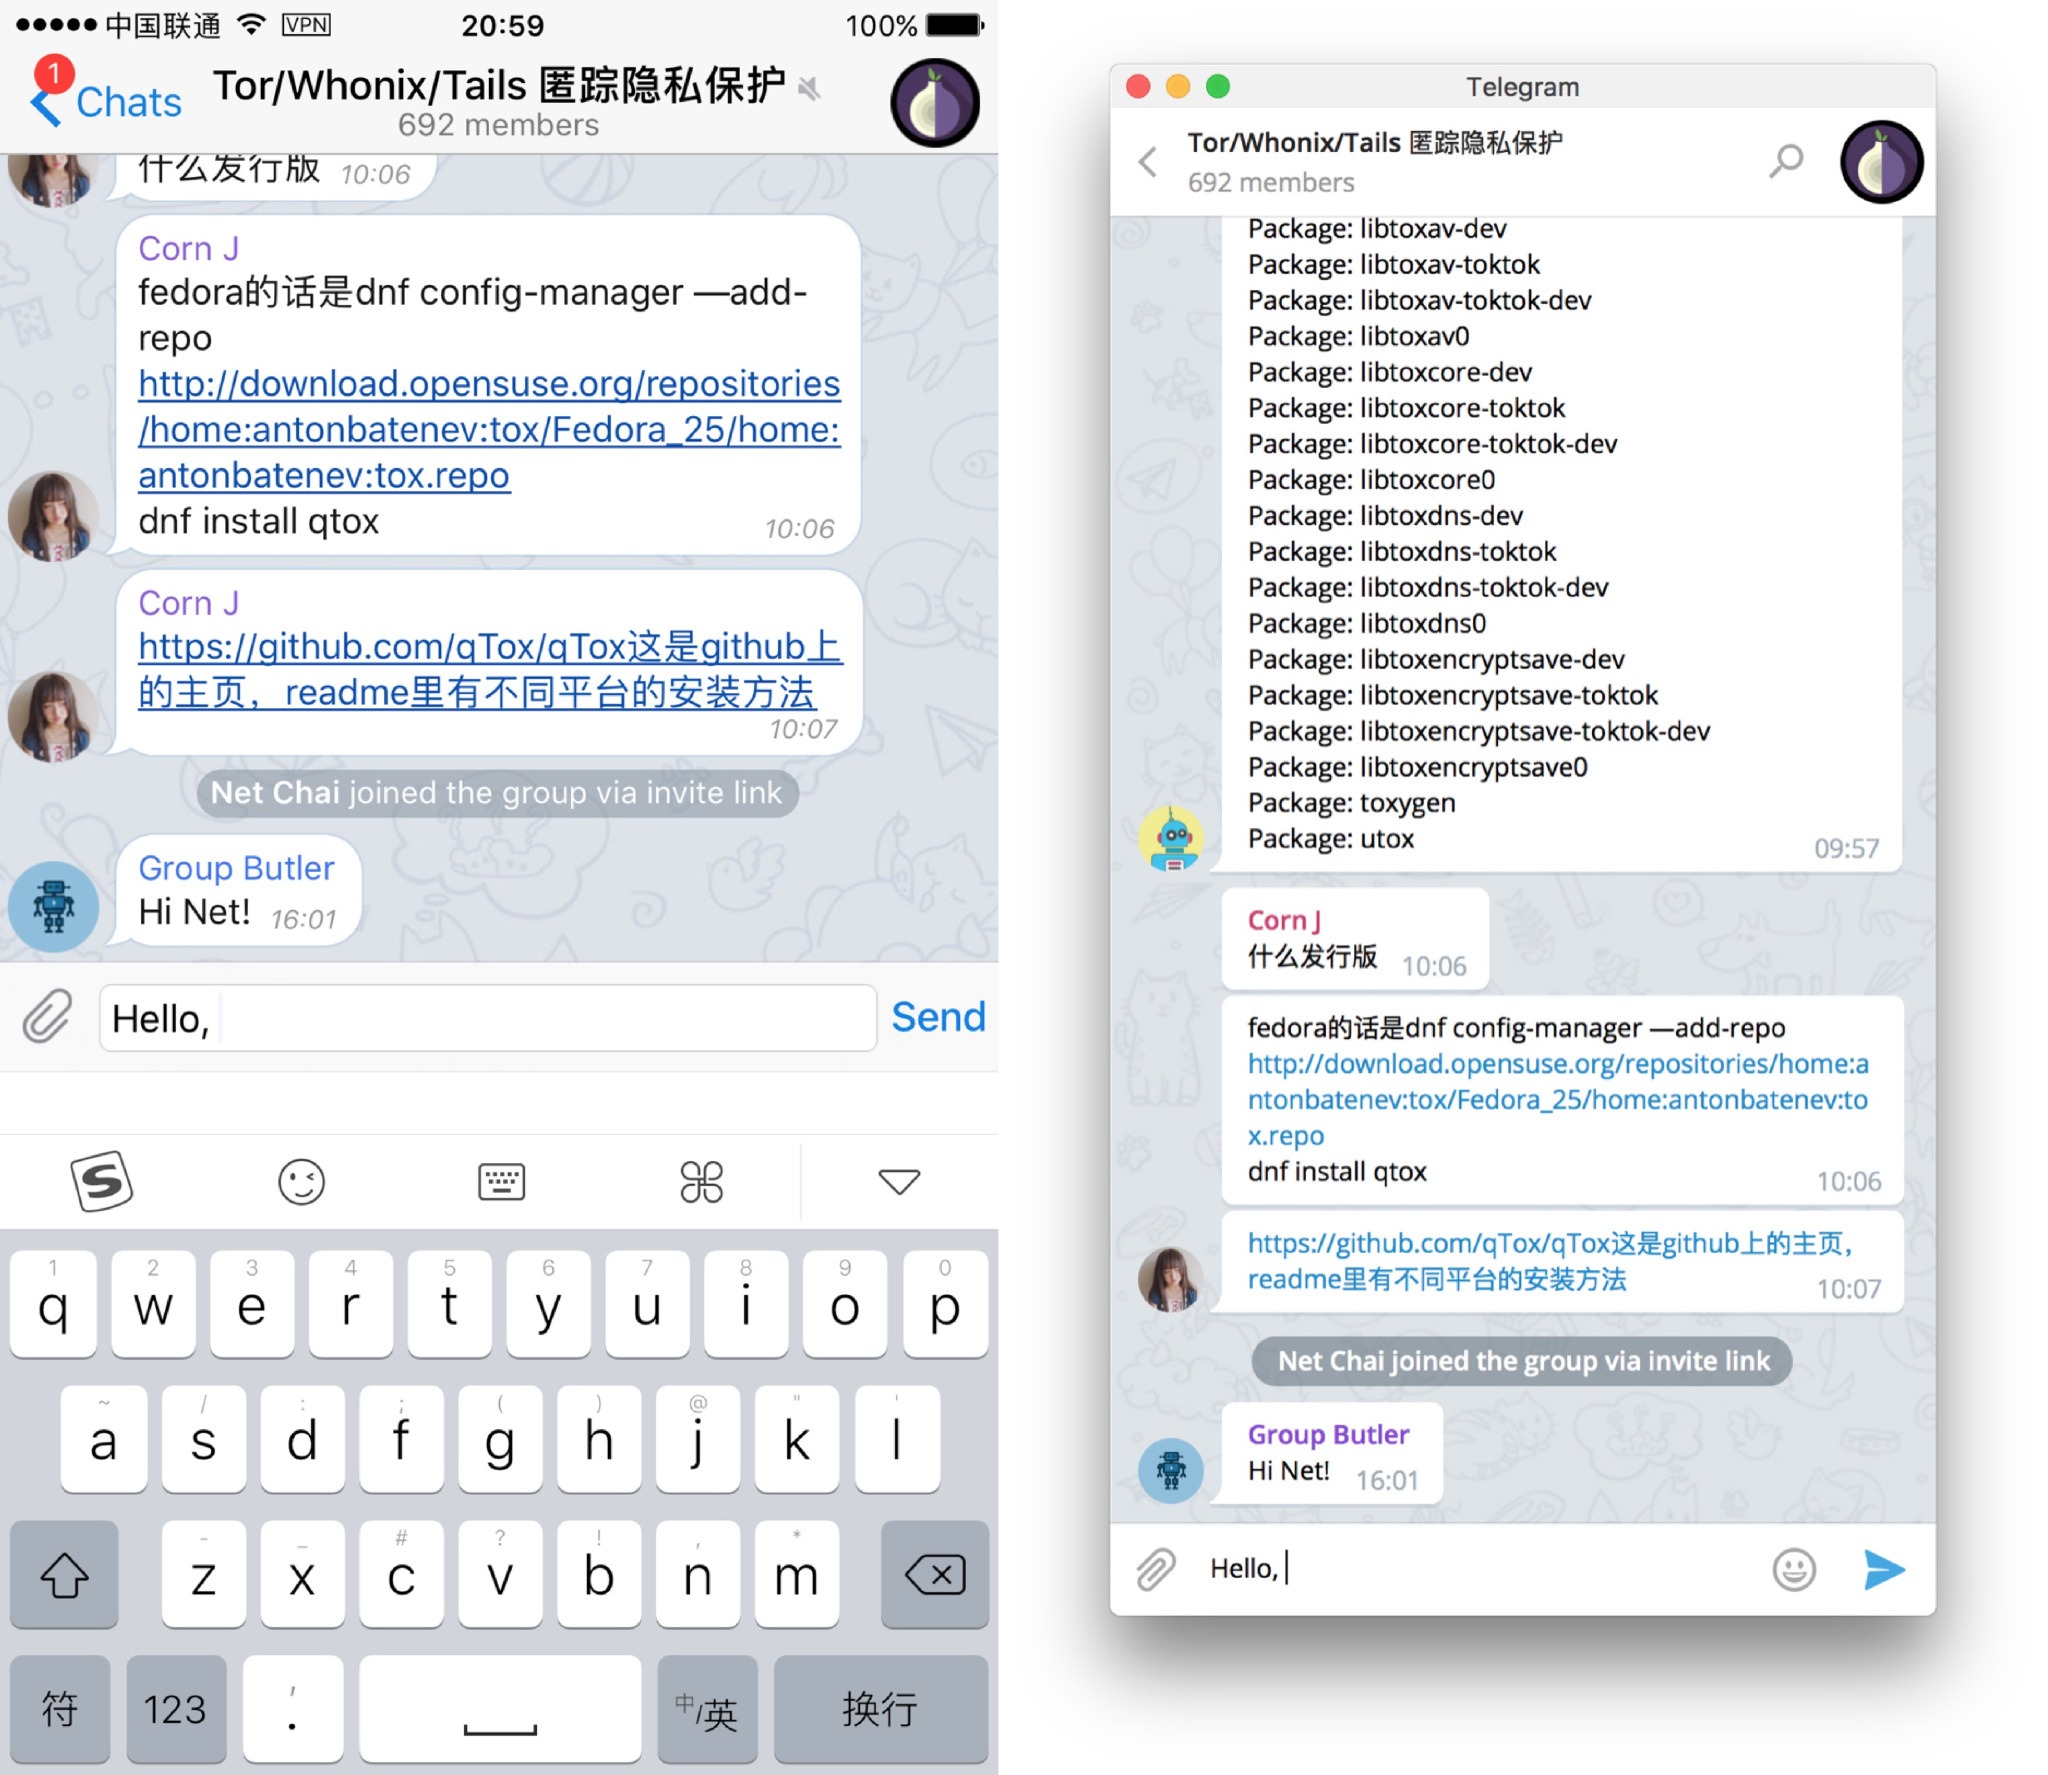 中国联通 VPN 20:59 100%
1
Chats
Tor/Whonix/Tails 匿踪隐私保护
692 members
什么发行版 10:06
Corn J
fedora的话是dnf config-manager —add-
repo
http://download.opensuse.org/repositories
/home:antonbatenev:tox/Fedora_25/home:
antonbatenev:tox.repo
dnf install qtox
10:06
Corn J
https://github.com/qTox/qTox这是github上
的主页，readme里有不同平台的安装方法
10:07
Net Chai joined the group via invite link
Group Butler
Hi Net! 16:01
Hello,
Send
S
1 2 3 4 5 6 7 8 9 0
q w e r t y u i o p
~ / : ; ( ) @ " '
a s d f g h j k l
- _ # ? ! , *
z x c v b n m
符 123 , . 中/英 换行
Telegram
Tor/Whonix/Tails 匿踪隐私保护
692 members
Package: libtoxav-dev
Package: libtoxav-toktok
Package: libtoxav-toktok-dev
Package: libtoxav0
Package: libtoxcore-dev
Package: libtoxcore-toktok
Package: libtoxcore-toktok-dev
Package: libtoxcore0
Package: libtoxdns-dev
Package: libtoxdns-toktok
Package: libtoxdns-toktok-dev
Package: libtoxdns0
Package: libtoxencryptsave-dev
Package: libtoxencryptsave-toktok
Package: libtoxencryptsave-toktok-dev
Package: libtoxencryptsave0
Package: toxygen
Package: utox
09:57
Corn J
什么发行版 10:06
fedora的话是dnf config-manager —add-repo
http://download.opensuse.org/repositories/home:a
ntonbatenev:tox/Fedora_25/home:antonbatenev:to
x.repo
dnf install qtox
10:06
https://github.com/qTox/qTox这是github上的主页，
readme里有不同平台的安装方法
10:07
Net Chai joined the group via invite link
Group Butler
Hi Net! 16:01
Hello,